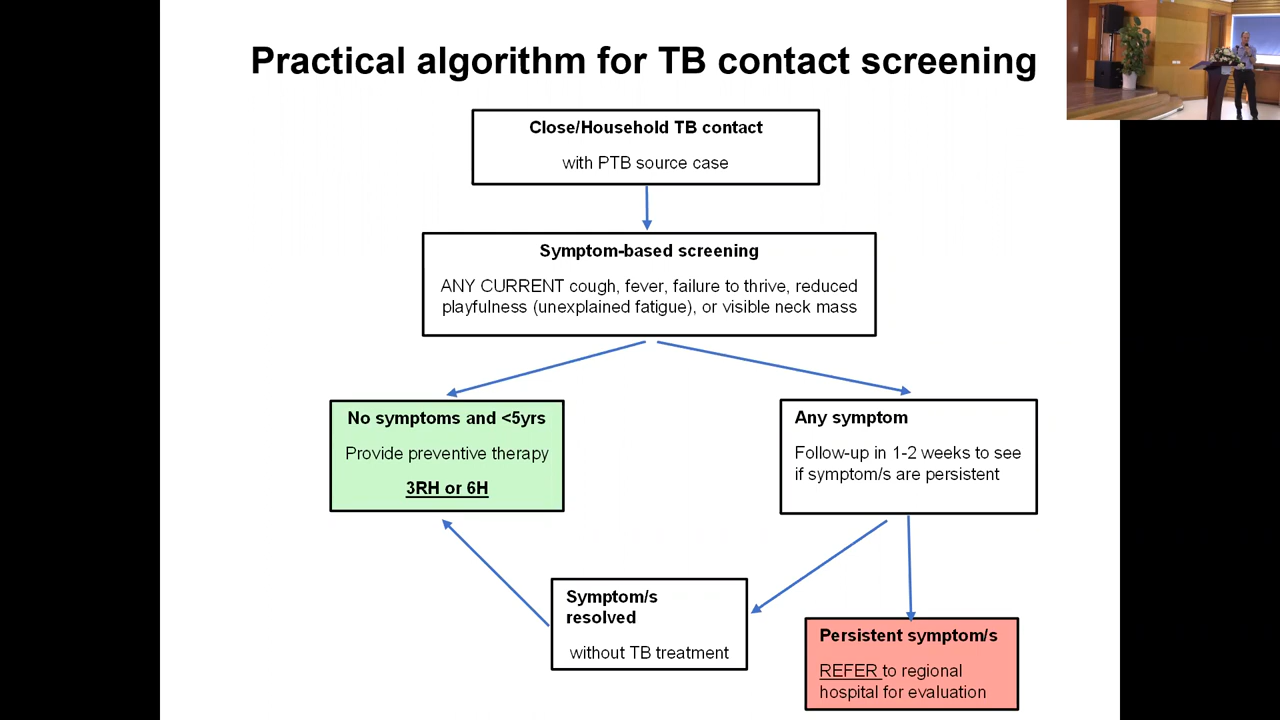 Practical algorithm for TB contact screening
Close/Household TB contact
with PTB source case
Symptom-based screening
ANY CURRENT cough, fever, failure to thrive, reduced
playfulness (unexplained fatigue), or visible neck mass
No symptoms and <5yrs
Provide preventive therapy
3RH or 6H
Any symptom
Follow-up in 1-2 weeks to see
if symptom/s are persistent
Symptom/s
resolved
without TB treatment
Persistent symptom/s
REFER to regional
hospital for evaluation